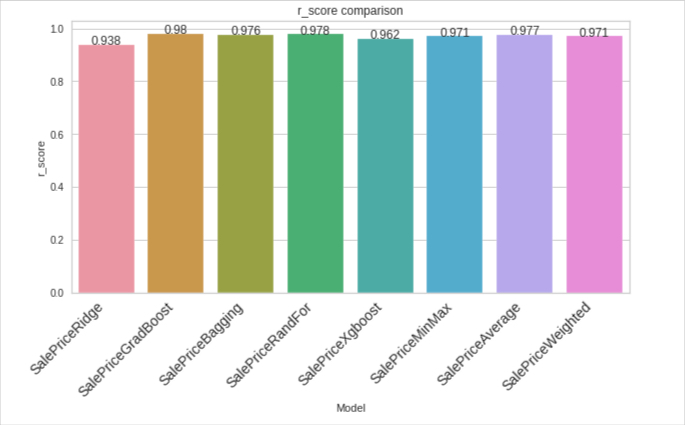 r_score comparison
1.0
0.8
0.6
0.4
0.2
0.0
r_score
0.938
0.98
0.976
0.978
0.962
0.971
0.977
0.971
SalePriceRidge
SalePriceGradBoost
SalePriceBagging
SalePriceRandFor
SalePriceXgboost
SalePriceMinMax
SalePriceAverage
SalePriceWeighted
Model